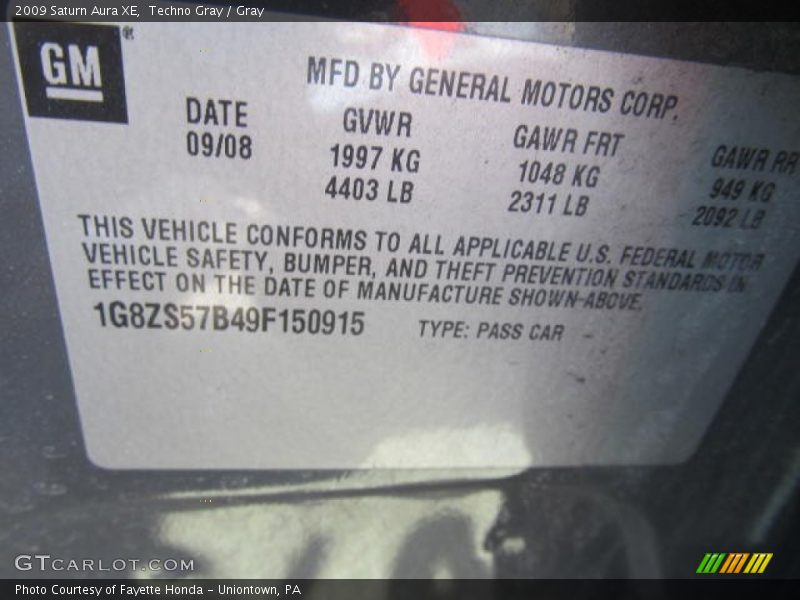 2009 Saturn Aura XE, Techno Gray / Gray
GM®
MFD BY GENERAL MOTORS CORP.
DATE GVWR GAWR FRT GAWR RR
09/08 1997 KG 1048 KG 949 KG
4403 LB 2311 LB 2092 LB
THIS VEHICLE CONFORMS TO ALL APPLICABLE U.S. FEDERAL MOTOR
VEHICLE SAFETY, BUMPER, AND THEFT PREVENTION STANDARDS IN
EFFECT ON THE DATE OF MANUFACTURE SHOWN ABOVE.
1G8ZS57B49F150915 TYPE: PASS CAR
GTCARLOT.COM
Photo Courtesy of Fayette Honda - Uniontown, PA